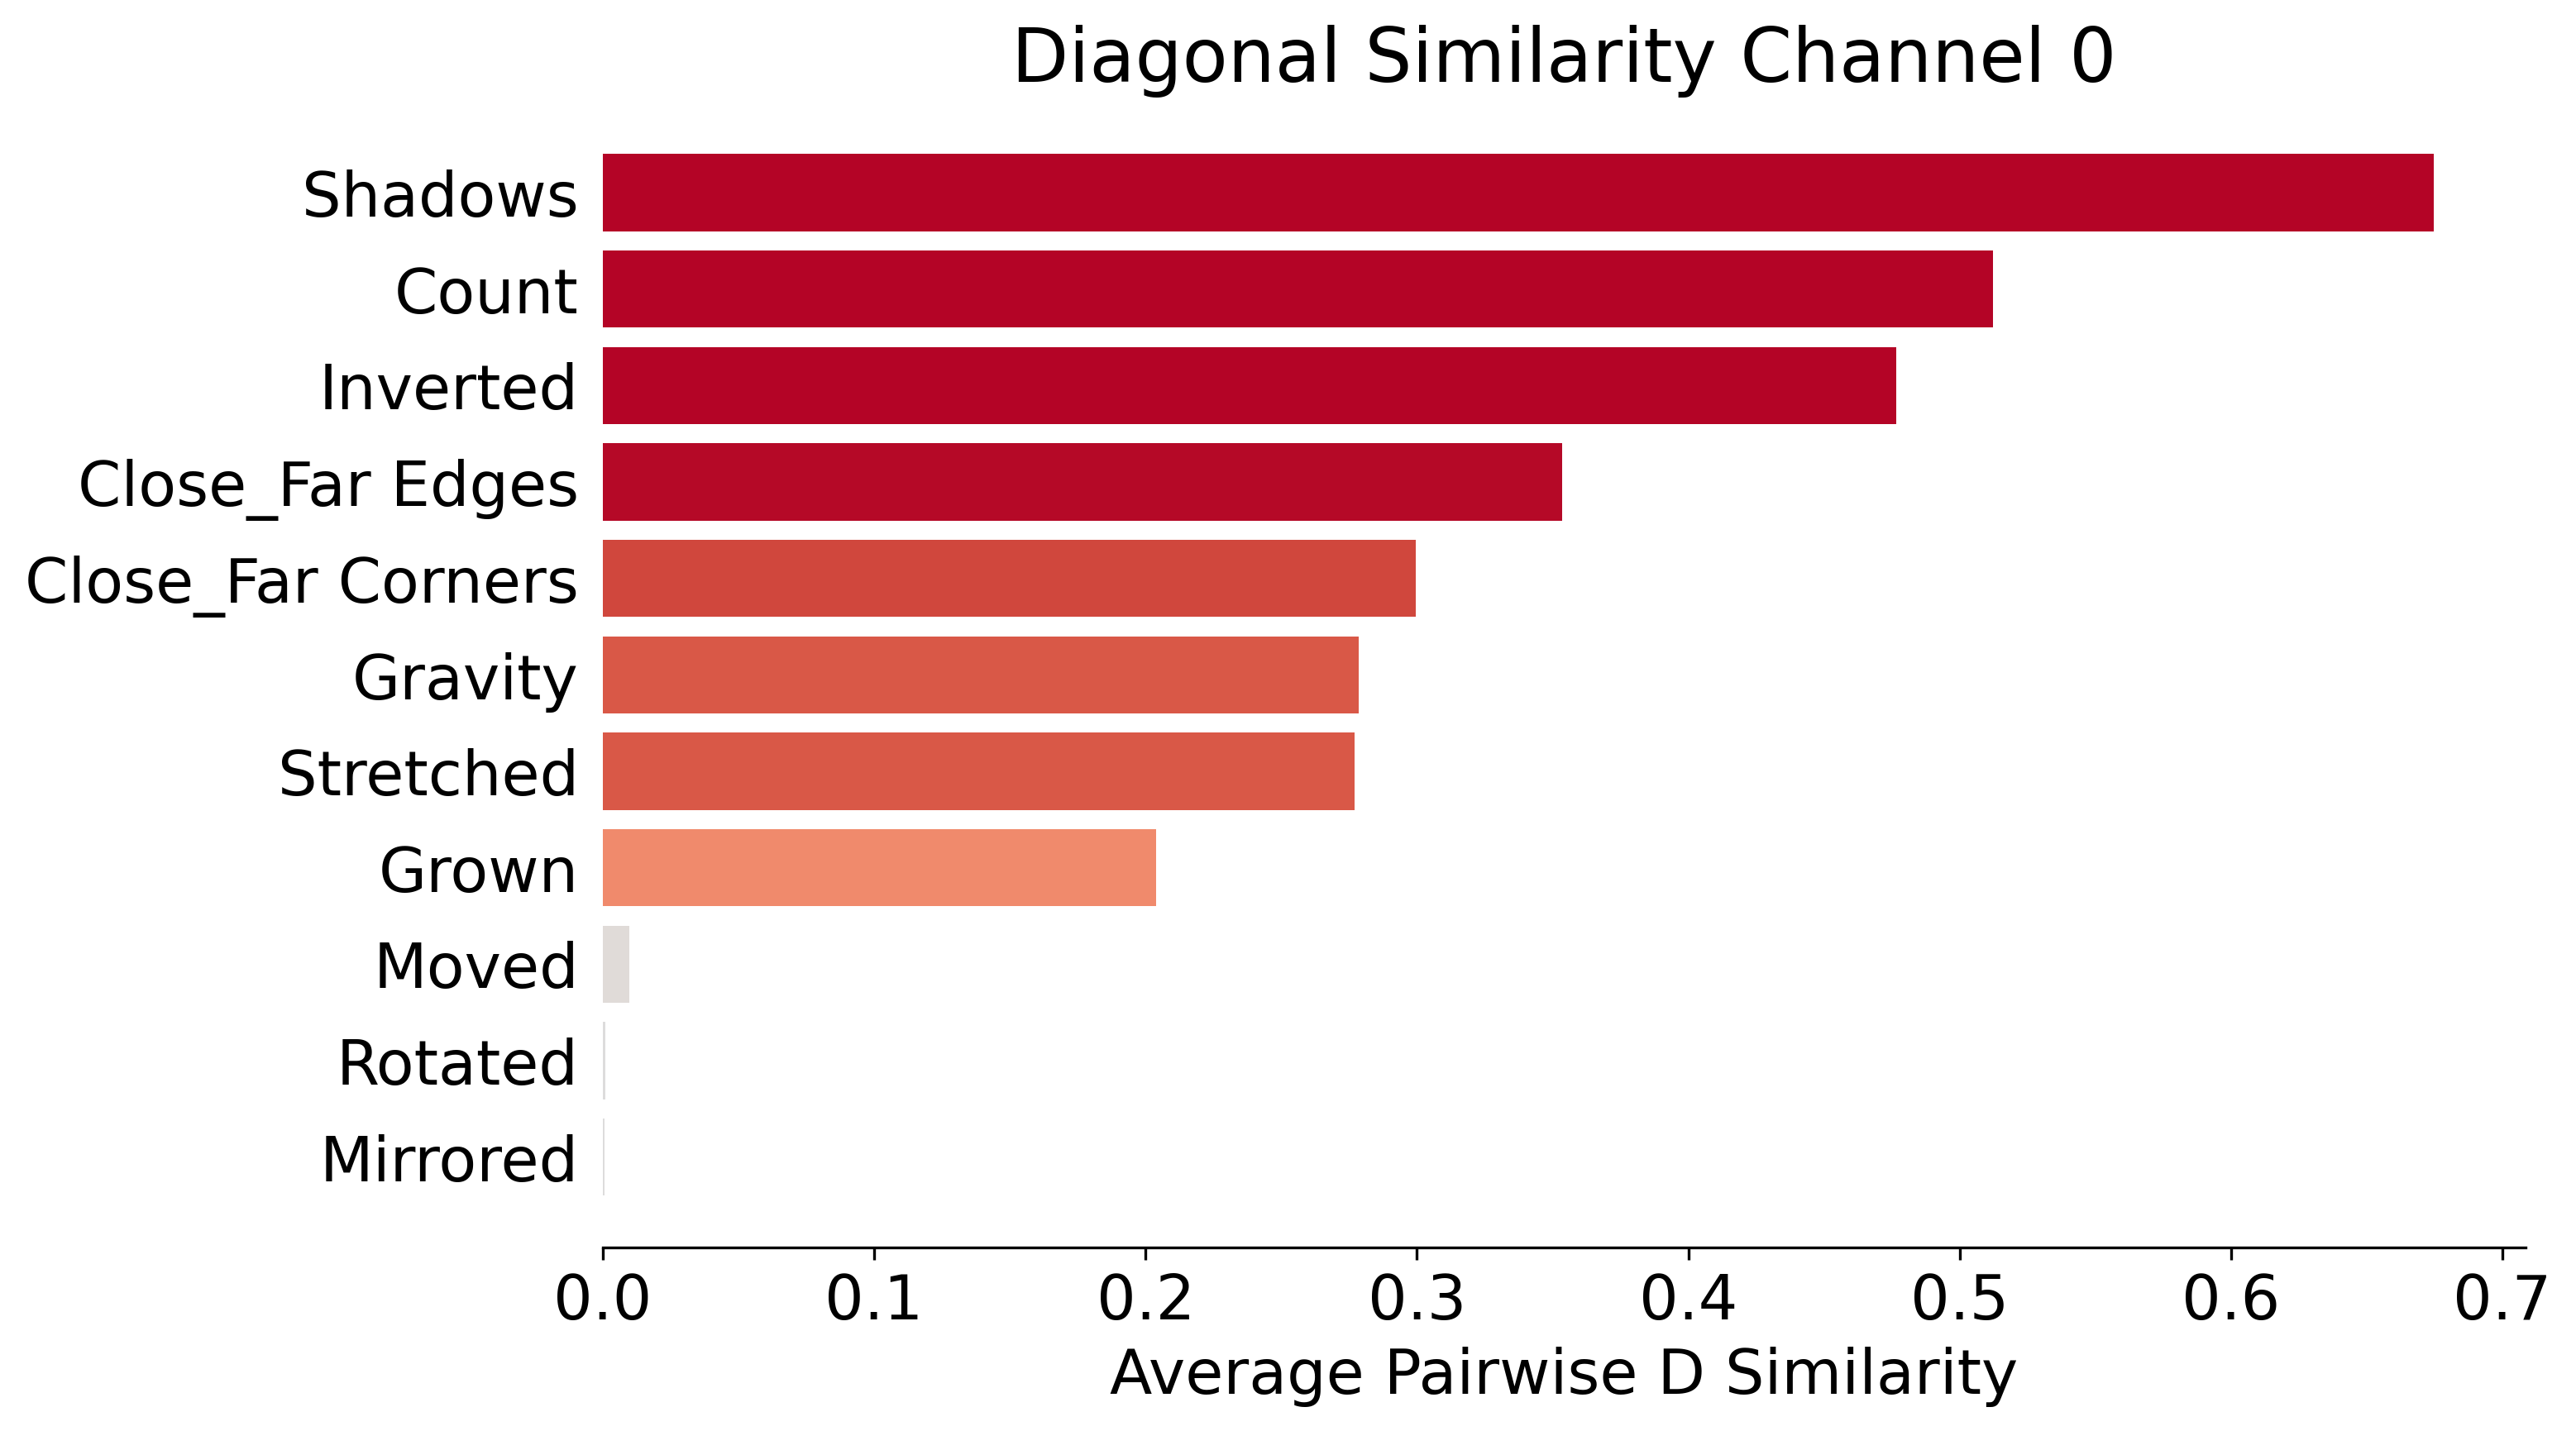 Diagonal Similarity Channel 0
Shadows
Count
Inverted
Close_Far Edges
Close_Far Corners
Gravity
Stretched
Grown
Moved
Rotated
Mirrored
0.0 0.1 0.2 0.3 0.4 0.5 0.6 0.7
Average Pairwise D Similarity